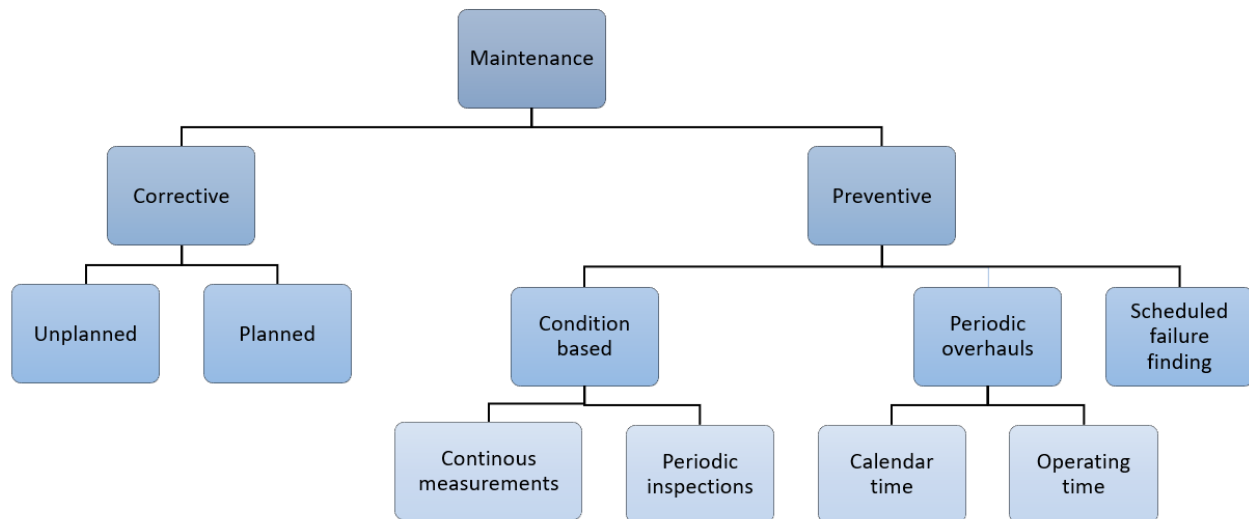 Maintenance
Corrective
Preventive
Unplanned
Planned
Condition
based
Periodic
overhauls
Scheduled
failure
finding
Continous
measurements
Periodic
inspections
Calendar
time
Operating
time